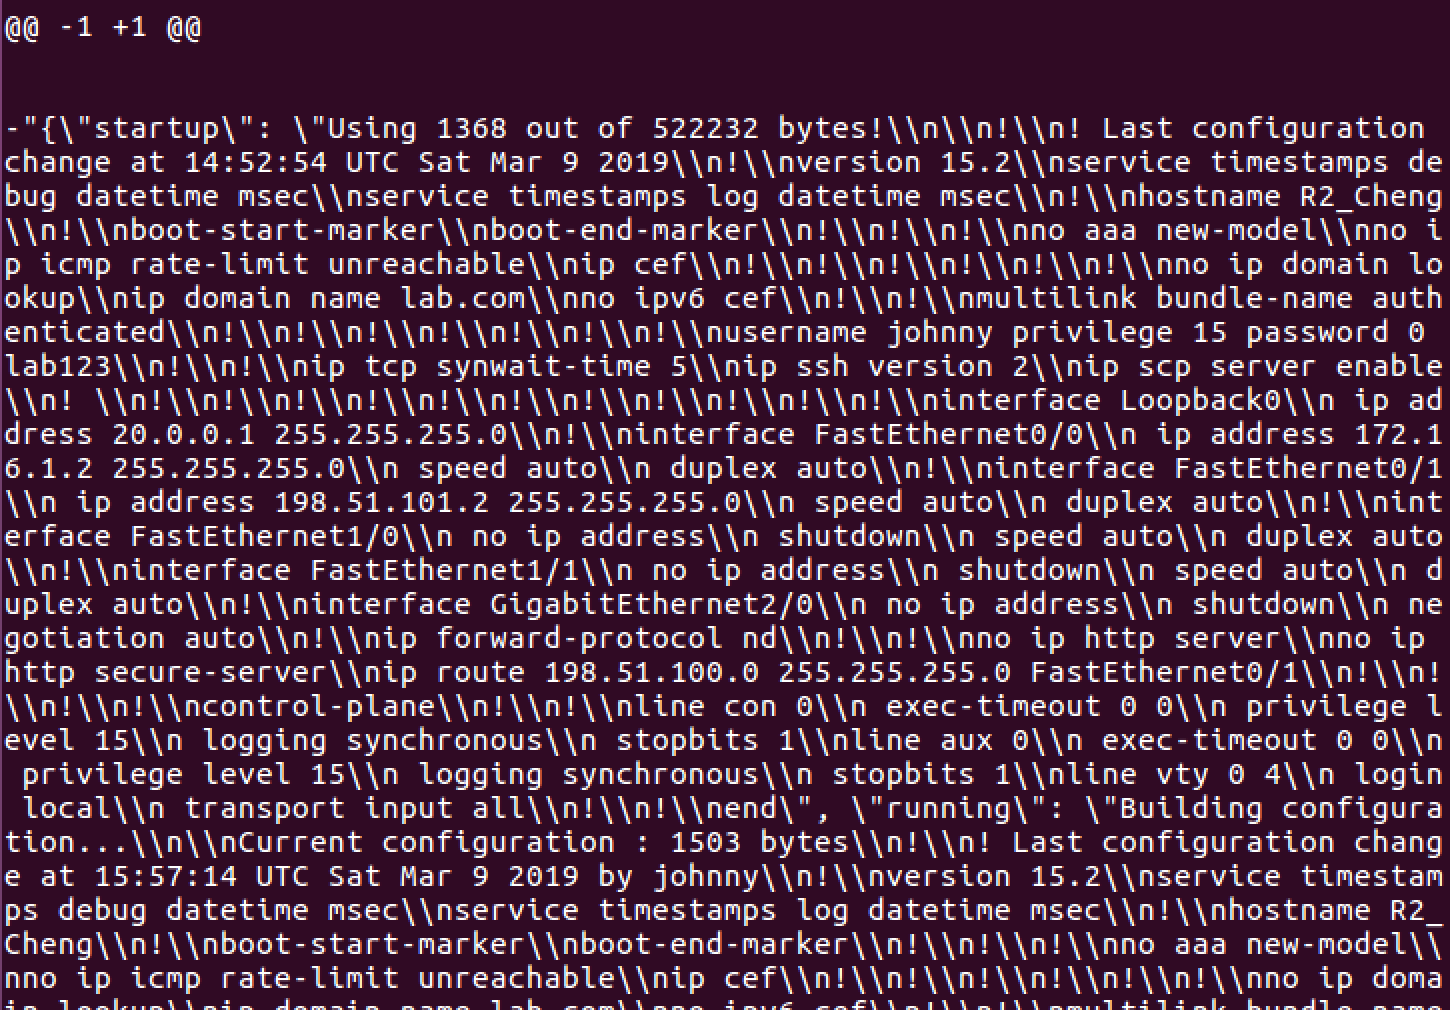 @@ -1 +1 @@
-"{\"startup\": \"Using 1368 out of 522232 bytes!\\n\\n!\\n! Last configuration
change at 14:52:54 UTC Sat Mar 9 2019\\n!\\nversion 15.2\\nservice timestamps de
bug datetime msec\\nservice timestamps log datetime msec\\n!\\nhostname R2_Cheng
\\n!\\nboot-start-marker\\nboot-end-marker\\n!\\n!\\n!\\nno aaa new-model\\nno i
p icmp rate-limit unreachable\\nip cef\\n!\\n!\\n!\\n!\\n!\\n!\\nno ip domain lo
okup\\nip domain name lab.com\\nno ipv6 cef\\n!\\n!\\nmultilink bundle-name auth
enticated\\n!\\n!\\n!\\n!\\n!\\n!\\n!\\nusername johnny privilege 15 password 0
lab123\\n!\\n!\\nip tcp synwait-time 5\\nip ssh version 2\\nip scp server enable
\\n! \\n!\\n!\\n!\\n!\\n!\\n!\\n!\\n!\\n!\\n!\\n!\\ninterface Loopback0\\n ip ad
dress 20.0.0.1 255.255.255.0\\n!\\ninterface FastEthernet0/0\\n ip address 172.1
6.1.2 255.255.255.0\\n speed auto\\n duplex auto\\n!\\ninterface FastEthernet0/1
\\n ip address 198.51.101.2 255.255.255.0\\n speed auto\\n duplex auto\\n!\\nint
erface FastEthernet1/0\\n no ip address\\n shutdown\\n speed auto\\n duplex auto
\\n!\\ninterface FastEthernet1/1\\n no ip address\\n shutdown\\n speed auto\\n d
uplex auto\\n!\\ninterface GigabitEthernet2/0\\n no ip address\\n shutdown\\n ne
gotiation auto\\n!\\nip forward-protocol nd\\n!\\n!\\nno ip http server\\nno ip
http secure-server\\nip route 198.51.100.0 255.255.255.0 FastEthernet0/1\\n!\\n!
\\n!\\n!\\ncontrol-plane\\n!\\n!\\nline con 0\\n exec-timeout 0 0\\n privilege l
evel 15\\n logging synchronous\\n stopbits 1\\nline aux 0\\n exec-timeout 0 0\\n
 privilege level 15\\n logging synchronous\\n stopbits 1\\nline vty 0 4\\n login
 local\\n transport input all\\n!\\n!\\nend\", \"running\": \"Building configura
tion...\\n\\nCurrent configuration : 1503 bytes\\n!\\n! Last configuration chang
e at 15:57:14 UTC Sat Mar 9 2019 by johnny\\n!\\nversion 15.2\\nservice timestam
ps debug datetime msec\\nservice timestamps log datetime msec\\n!\\nhostname R2_
Cheng\\n!\\nboot-start-marker\\nboot-end-marker\\n!\\n!\\n!\\nno aaa new-model\\
nno ip icmp rate-limit unreachable\\nip cef\\n!\\n!\\n!\\n!\\n!\\n!\\nno ip doma
in lookup\\nip domain name lab.com\\nno ipv6 cef\\n!\\n!\\nmultilink bundle-name